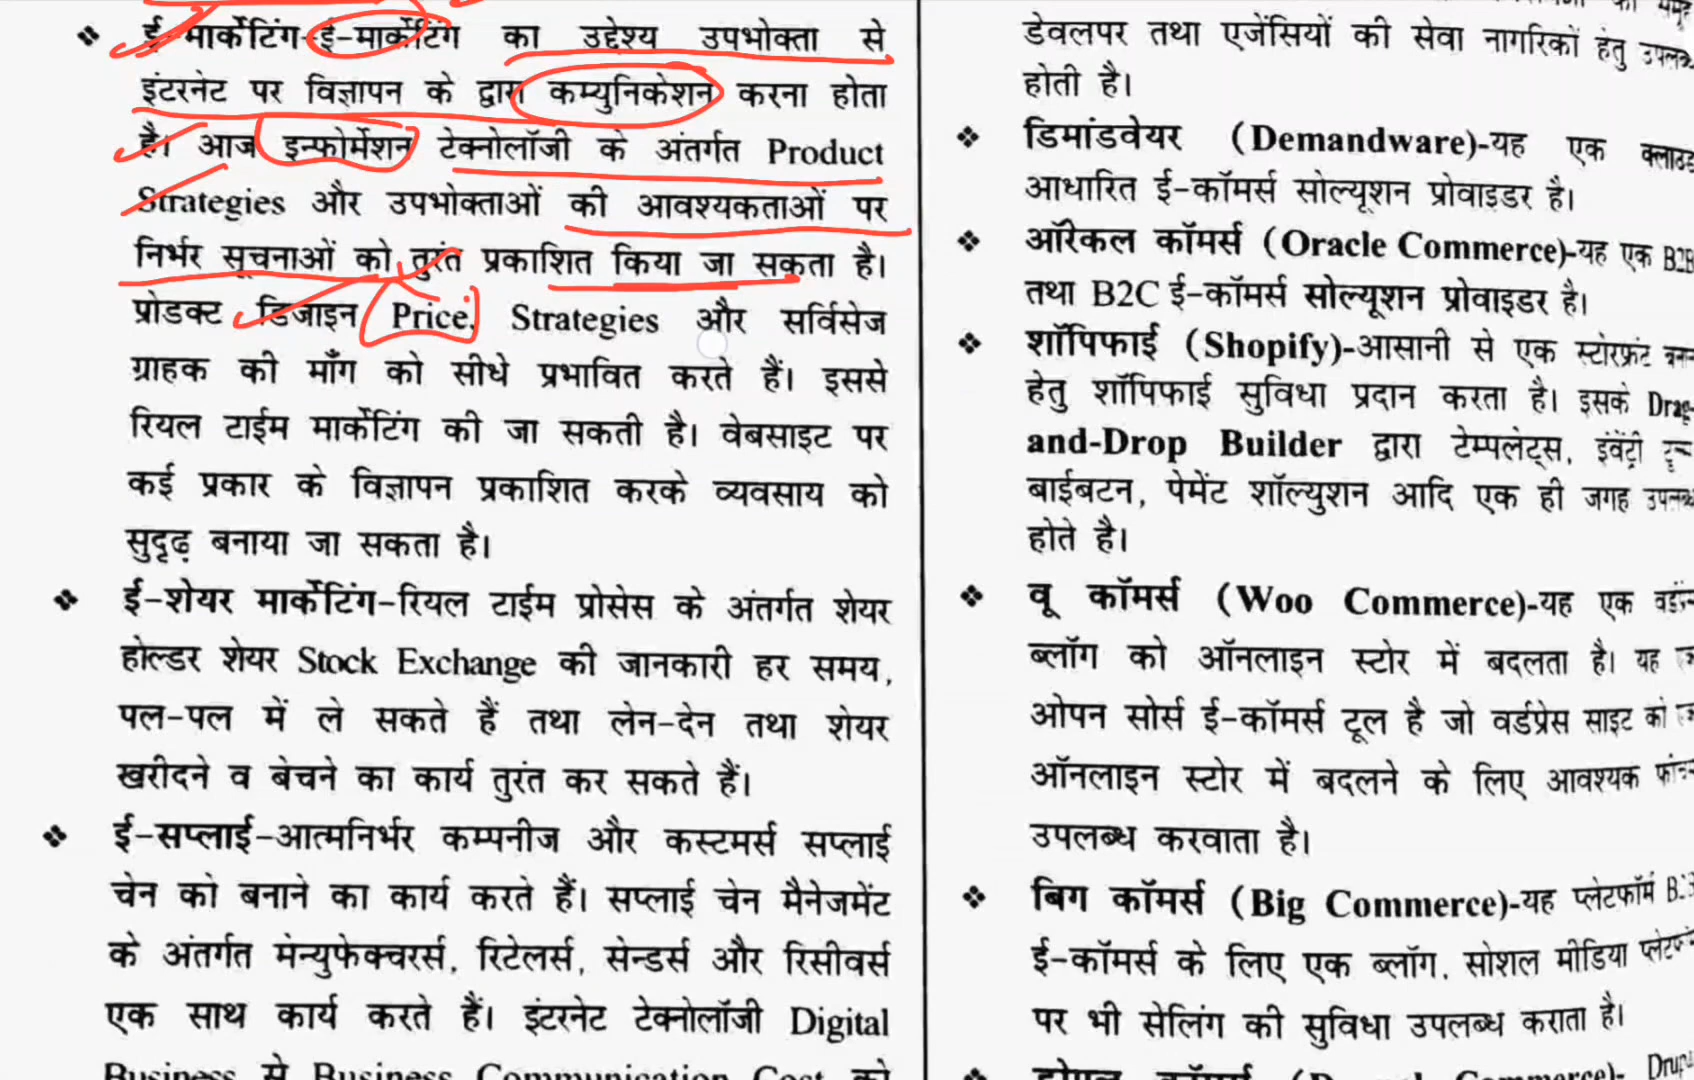 ❖ ई-मार्केटिंग-ई-मार्केटिंग का उद्देश्य उपभोक्ता से
इंटरनेट पर विज्ञापन के द्वारा कम्युनिकेशन करना होता
है। आज इन्फोर्मेशन टेक्नोलॉजी के अंतर्गत Product
Strategies और उपभोक्ताओं की आवश्यकताओं पर
निर्भर सूचनाओं को तुरंत प्रकाशित किया जा सकता है।
प्रोडक्ट डिजाइन Price, Strategies और सर्विसेज
ग्राहक की माँग को सीधे प्रभावित करते हैं। इससे
रियल टाईम मार्केटिंग की जा सकती है। वेबसाइट पर
कई प्रकार के विज्ञापन प्रकाशित करके व्यवसाय को
सुदृढ़ बनाया जा सकता है।
❖ ई-शेयर मार्केटिंग-रियल टाईम प्रोसेस के अंतर्गत शेयर
होल्डर शेयर Stock Exchange की जानकारी हर समय,
पल-पल में ले सकते हैं तथा लेन-देन तथा शेयर
खरीदने व बेचने का कार्य तुरंत कर सकते हैं।
❖ ई-सप्लाई-आत्मनिर्भर कम्पनीज और कस्टमर्स सप्लाई
चेन को बनाने का कार्य करते हैं। सप्लाई चेन मैनेजमेंट
के अंतर्गत मेन्युफेक्चरर्स, रिटेलर्स, सेन्डर्स और रिसीवर्स
एक साथ कार्य करते हैं। इंटरनेट टेक्नोलॉजी Digital
Business से Business Communication Cost को
डेवलपर तथा एजेंसियों की सेवा नागरिकों हेतु
होती है।
❖ डिमांडवेयर (Demandware)-यह एक क्लाउड
आधारित ई-कॉमर्स सोल्यूशन प्रोवाइडर है।
❖ ऑरेकल कॉमर्स (Oracle Commerce)-यह एक B2B
तथा B2C ई-कॉमर्स सोल्यूशन प्रोवाइडर है।
❖ शॉपिफाई (Shopify)-आसानी से एक स्टोरफ्रंट
हेतु शॉपिफाई सुविधा प्रदान करता है। इसके Drag-
and-Drop Builder द्वारा टेम्पलेट्स, इंवेंट्री
बाईबटन, पेमेंट शॉल्युशन आदि एक ही जगह
होते है।
❖ वू कॉमर्स (Woo Commerce)-यह एक
ब्लॉग को ऑनलाइन स्टोर में बदलता है। यह
ओपन सोर्स ई-कॉमर्स टूल है जो वर्डप्रेस साइट को
ऑनलाइन स्टोर में बदलने के लिए आवश्यक
उपलब्ध करवाता है।
❖ बिग कॉमर्स (Big Commerce)-यह प्लेटफॉर्म
ई-कॉमर्स के लिए एक ब्लॉग, सोशल मीडिया
पर भी सेलिंग की सुविधा उपलब्ध कराता है।